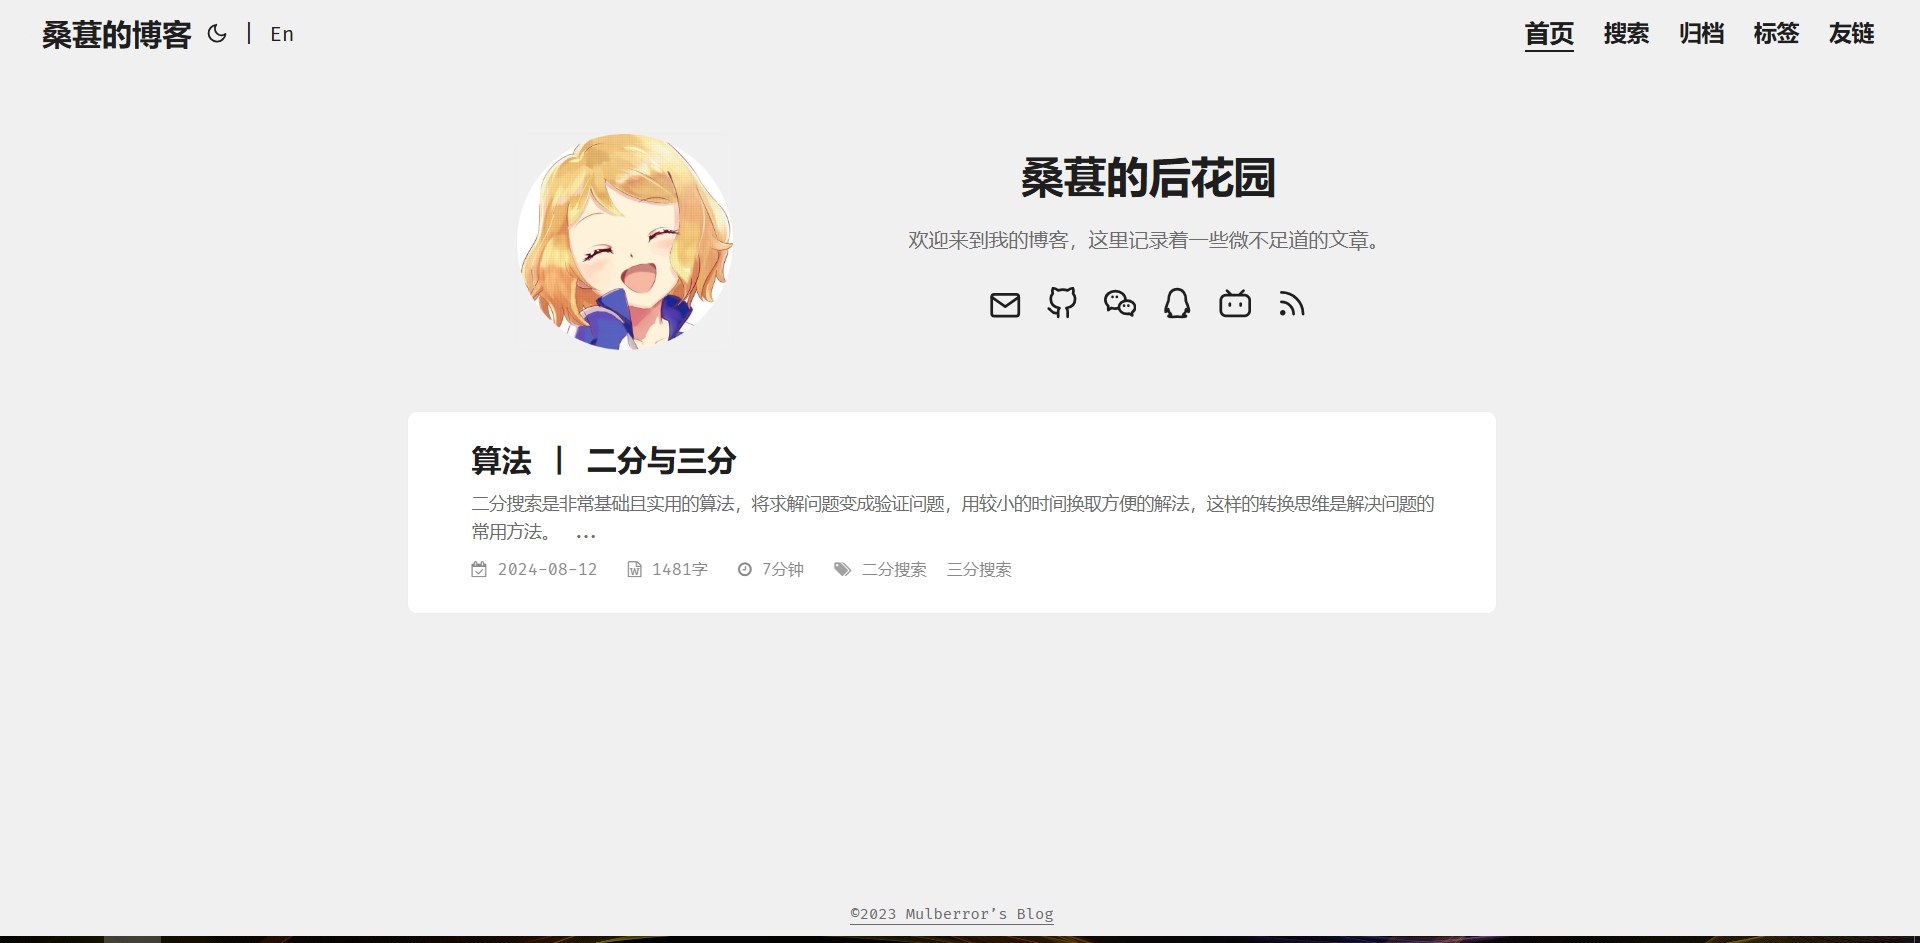 桑葚的博客 | En 首页 搜索 归档 标签 友链
桑葚的后花园
欢迎来到我的博客，这里记录着一些微不足道的文章。
算法 | 二分与三分
二分搜索是非常基础且实用的算法，将求解问题变成验证问题，用较小的时间换取方便的解法，这样的转换思维是解决问题的
常用方法。 ...
2024-08-12 1481字 7分钟 二分搜索 三分搜索
©2023 Mulberror’s Blog